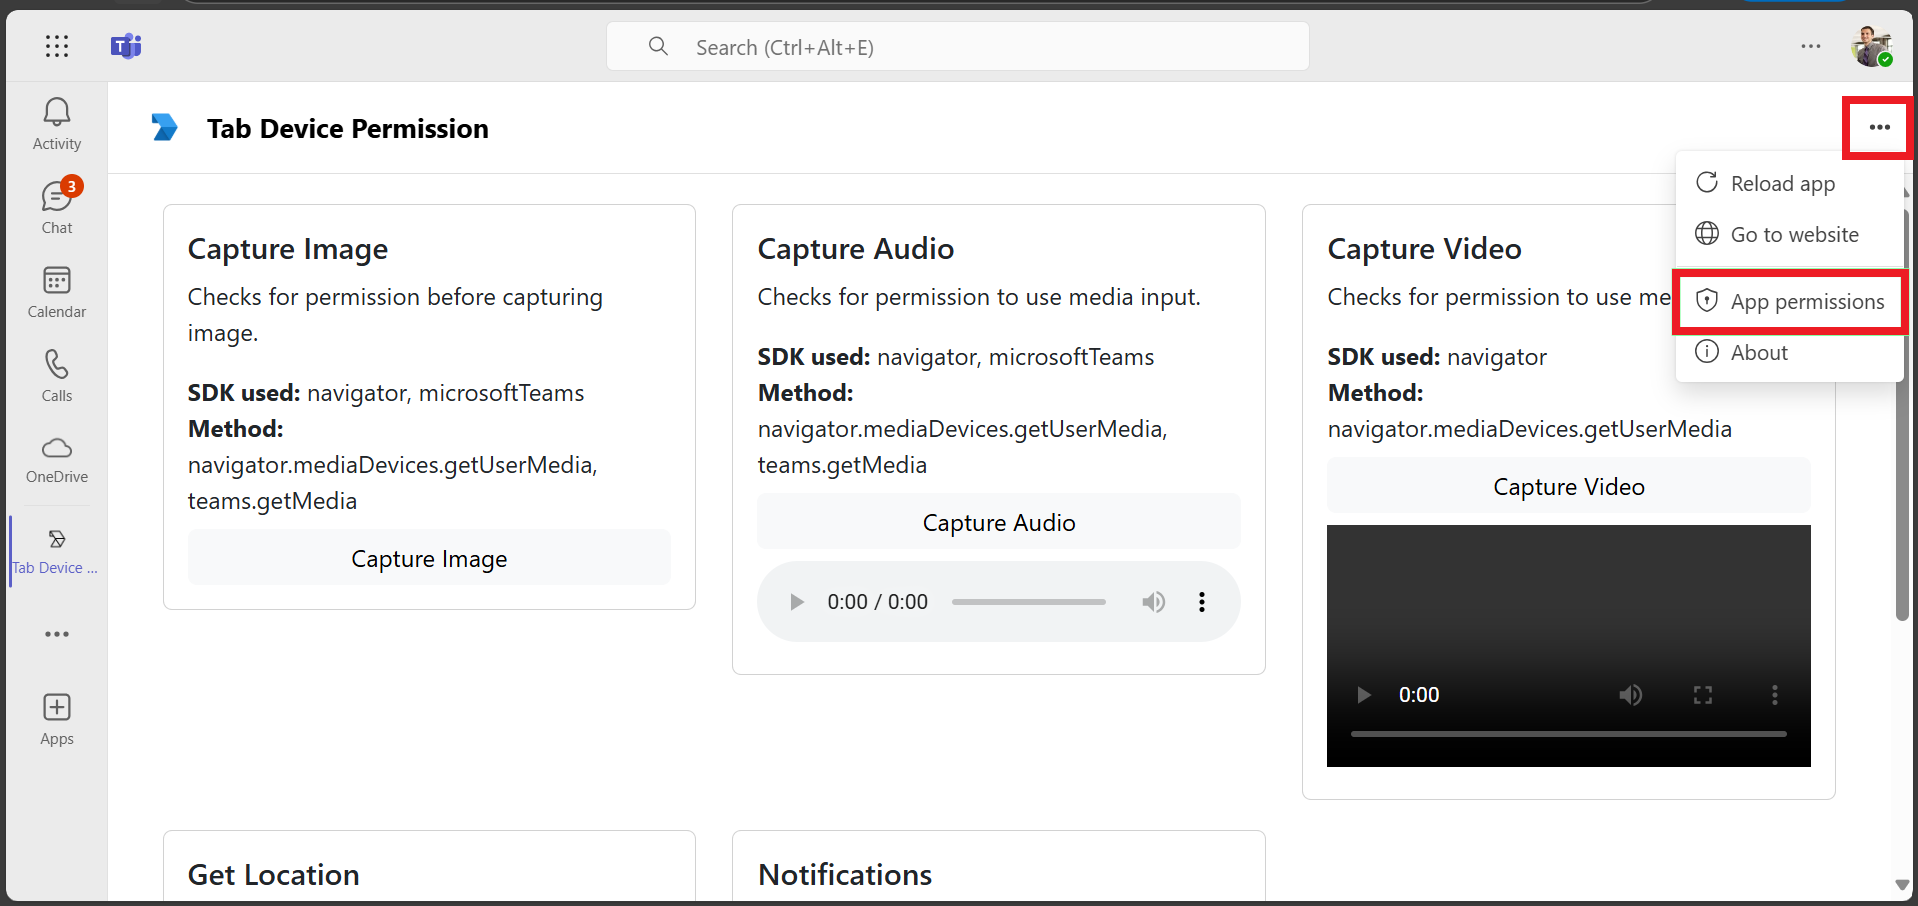 Search (Ctrl+Alt+E)
Activity
3
Chat
Calendar
Calls
OneDrive
Tab Device ...
Apps
Tab Device Permission
Reload app
Go to website
App permissions
About
Capture Image
Checks for permission before capturing
image.
SDK used: navigator, microsoftTeams
Method:
navigator.mediaDevices.getUserMedia,
teams.getMedia
Capture Image
Capture Audio
Checks for permission to use media input.
SDK used: navigator, microsoftTeams
Method:
navigator.mediaDevices.getUserMedia,
teams.getMedia
Capture Audio
0:00 / 0:00
Capture Video
Checks for permission to use me
SDK used: navigator
Method:
navigator.mediaDevices.getUserMedia
Capture Video
0:00
Get Location
Notifications